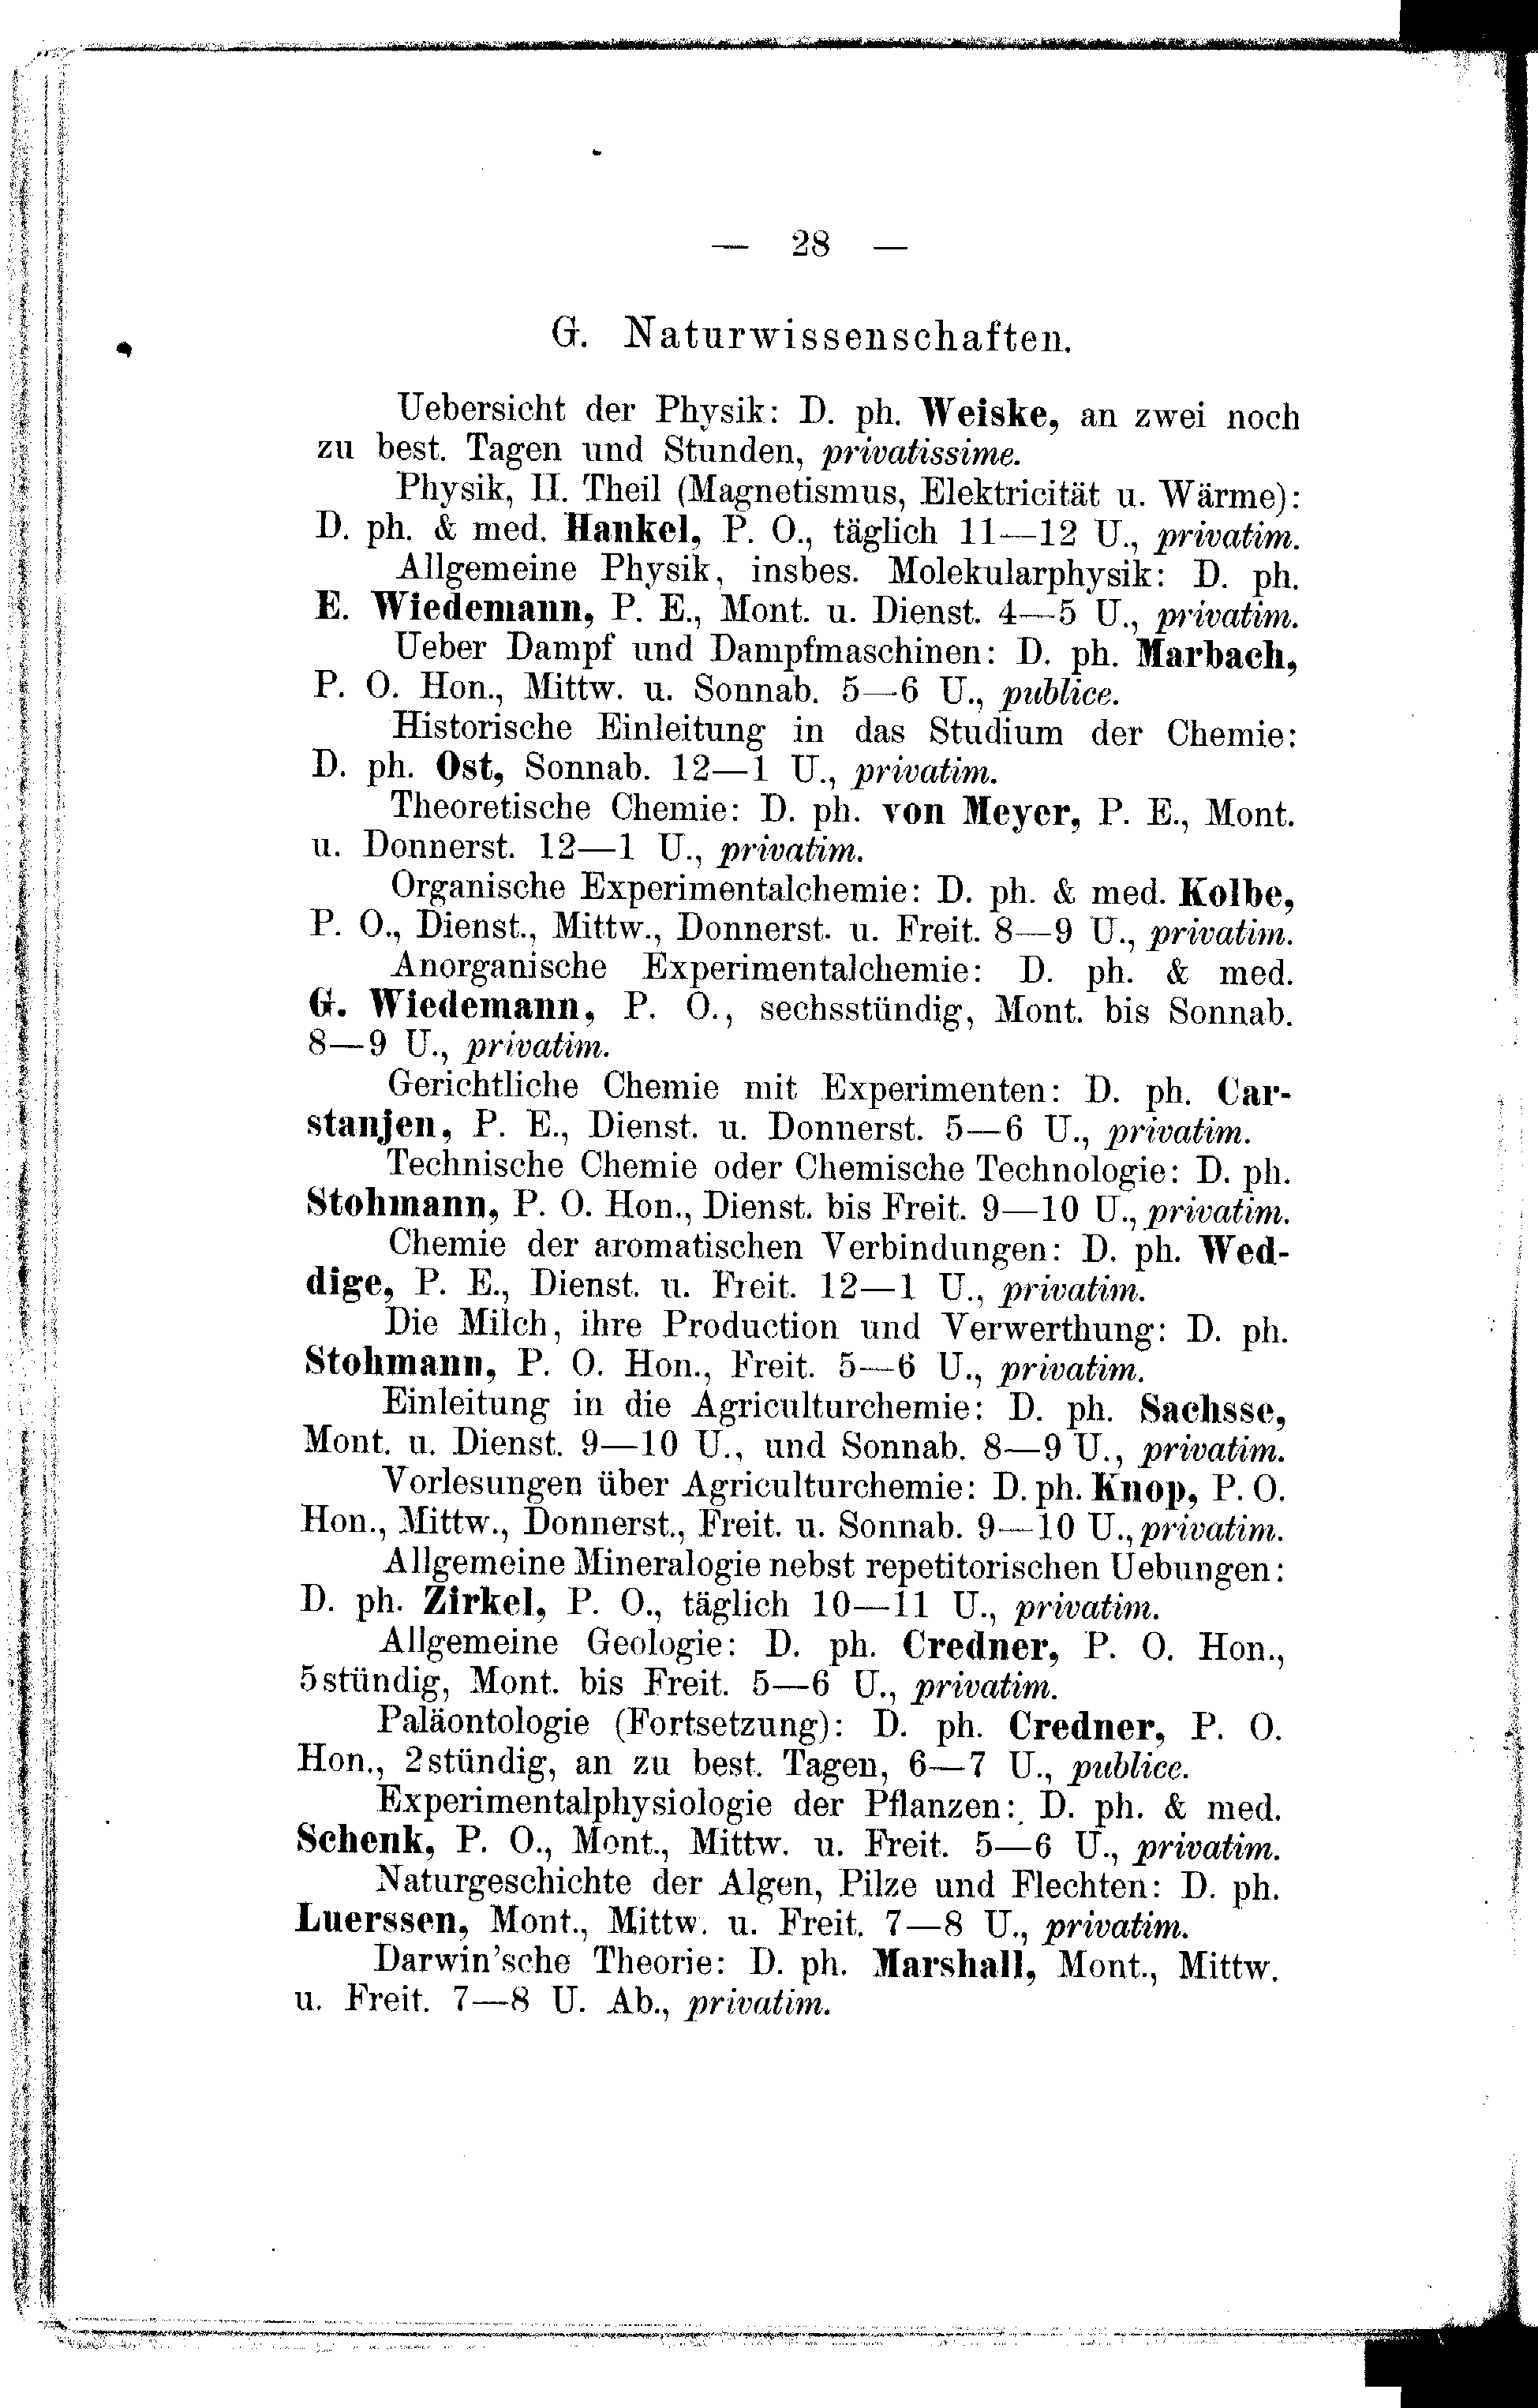 — 28 —
G. Naturwissenschaften.
Uebersicht der Physik: D. ph. Weiske, an zwei noch
zu best. Tagen und Stunden, privatissime.
Physik, II. Theil (Magnetismus, Elektricität u. Wärme):
D. ph. & med. Hankel, P. O., täglich 11—12 U., privatim.
Allgemeine Physik, insbes. Molekularphysik: D. ph.
E. Wiedemann, P. E., Mont. u. Dienst. 4—5 U., privatim.
Ueber Dampf und Dampfmaschinen: D. ph. Marbach,
P. O. Hon., Mittw. u. Sonnab. 5—6 U., publice.
Historische Einleitung in das Studium der Chemie:
D. ph. Ost, Sonnab. 12—1 U., privatim.
Theoretische Chemie: D. ph. von Meyer, P. E., Mont.
u. Donnerst. 12—1 U., privatim.
Organische Experimentalchemie: D. ph. & med. Kolbe,
P. O., Dienst., Mittw., Donnerst. u. Freit. 8—9 U., privatim.
Anorganische Experimentalchemie: D. ph. & med.
G. Wiedemann, P. O., sechsstündig, Mont. bis Sonnab.
8—9 U., privatim.
Gerichtliche Chemie mit Experimenten: D. ph. Car-
stanjen, P. E., Dienst. u. Donnerst. 5—6 U., privatim.
Technische Chemie oder Chemische Technologie: D. ph.
Stohmann, P. O. Hon., Dienst. bis Freit. 9—10 U., privatim.
Chemie der aromatischen Verbindungen: D. ph. Wed-
dige, P. E., Dienst. u. Freit. 12—1 U., privatim.
Die Milch, ihre Production und Verwerthung: D. ph.
Stohmann, P. O. Hon., Freit. 5—6 U., privatim.
Einleitung in die Agriculturchemie: D. ph. Sachsse,
Mont. u. Dienst. 9—10 U., und Sonnab. 8—9 U., privatim.
Vorlesungen über Agriculturchemie: D. ph. Knop, P. O.
Hon., Mittw., Donnerst., Freit. u. Sonnab. 9—10 U., privatim.
Allgemeine Mineralogie nebst repetitorischen Uebungen:
D. ph. Zirkel, P. O., täglich 10—11 U., privatim.
Allgemeine Geologie: D. ph. Credner, P. O. Hon.,
5stündig, Mont. bis Freit. 5—6 U., privatim.
Paläontologie (Fortsetzung): D. ph. Credner, P. O.
Hon., 2stündig, an zu best. Tagen, 6—7 U., publice.
Experimentalphysiologie der Pflanzen: D. ph. & med.
Schenk, P. O., Mont., Mittw. u. Freit. 5—6 U., privatim.
Naturgeschichte der Algen, Pilze und Flechten: D. ph.
Luerssen, Mont., Mittw. u. Freit. 7—8 U., privatim.
Darwin'sche Theorie: D. ph. Marshall, Mont., Mittw.
u. Freit. 7—8 U. Ab., privatim.